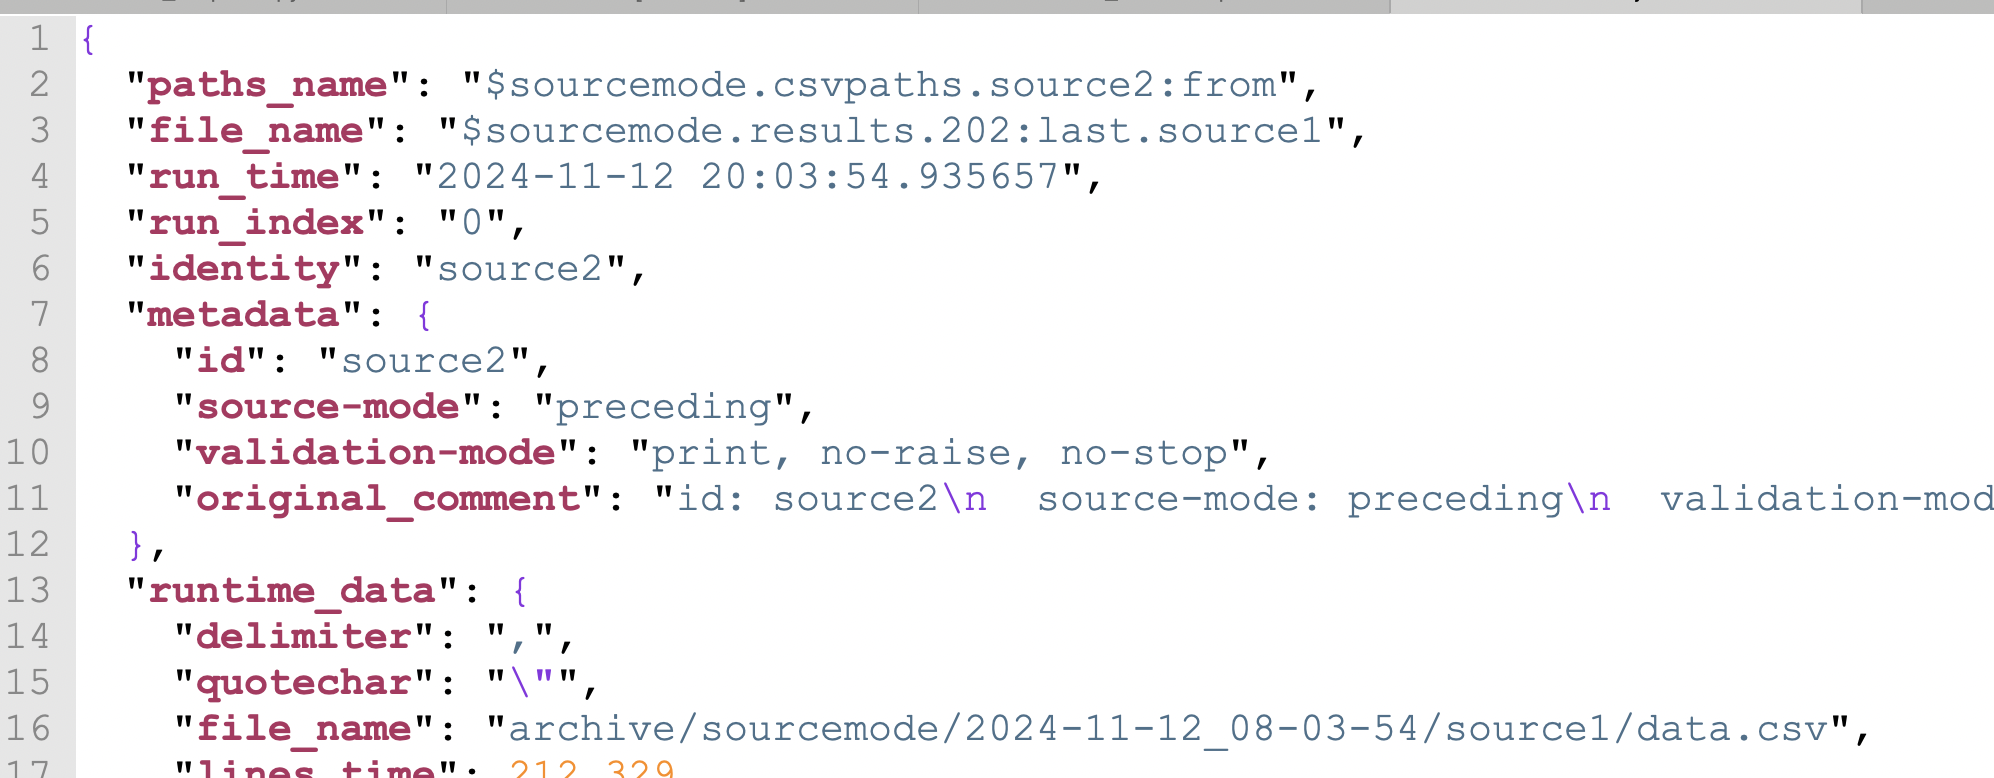 1 {
2 "paths_name": "$sourcemode.csvpaths.source2:from",
3 "file_name": "$sourcemode.results.202:last.source1",
4 "run_time": "2024-11-12 20:03:54.935657",
5 "run_index": "0",
6 "identity": "source2",
7 "metadata": {
8 "id": "source2",
9 "source-mode": "preceding",
10 "validation-mode": "print, no-raise, no-stop",
11 "original_comment": "id: source2\n  source-mode: preceding\n  validation-mod
12 },
13 "runtime_data": {
14 "delimiter": ",",
15 "quotechar": "\"",
16 "file_name": "archive/sourcemode/2024-11-12_08-03-54/source1/data.csv",
17 "lines_time": 212.329